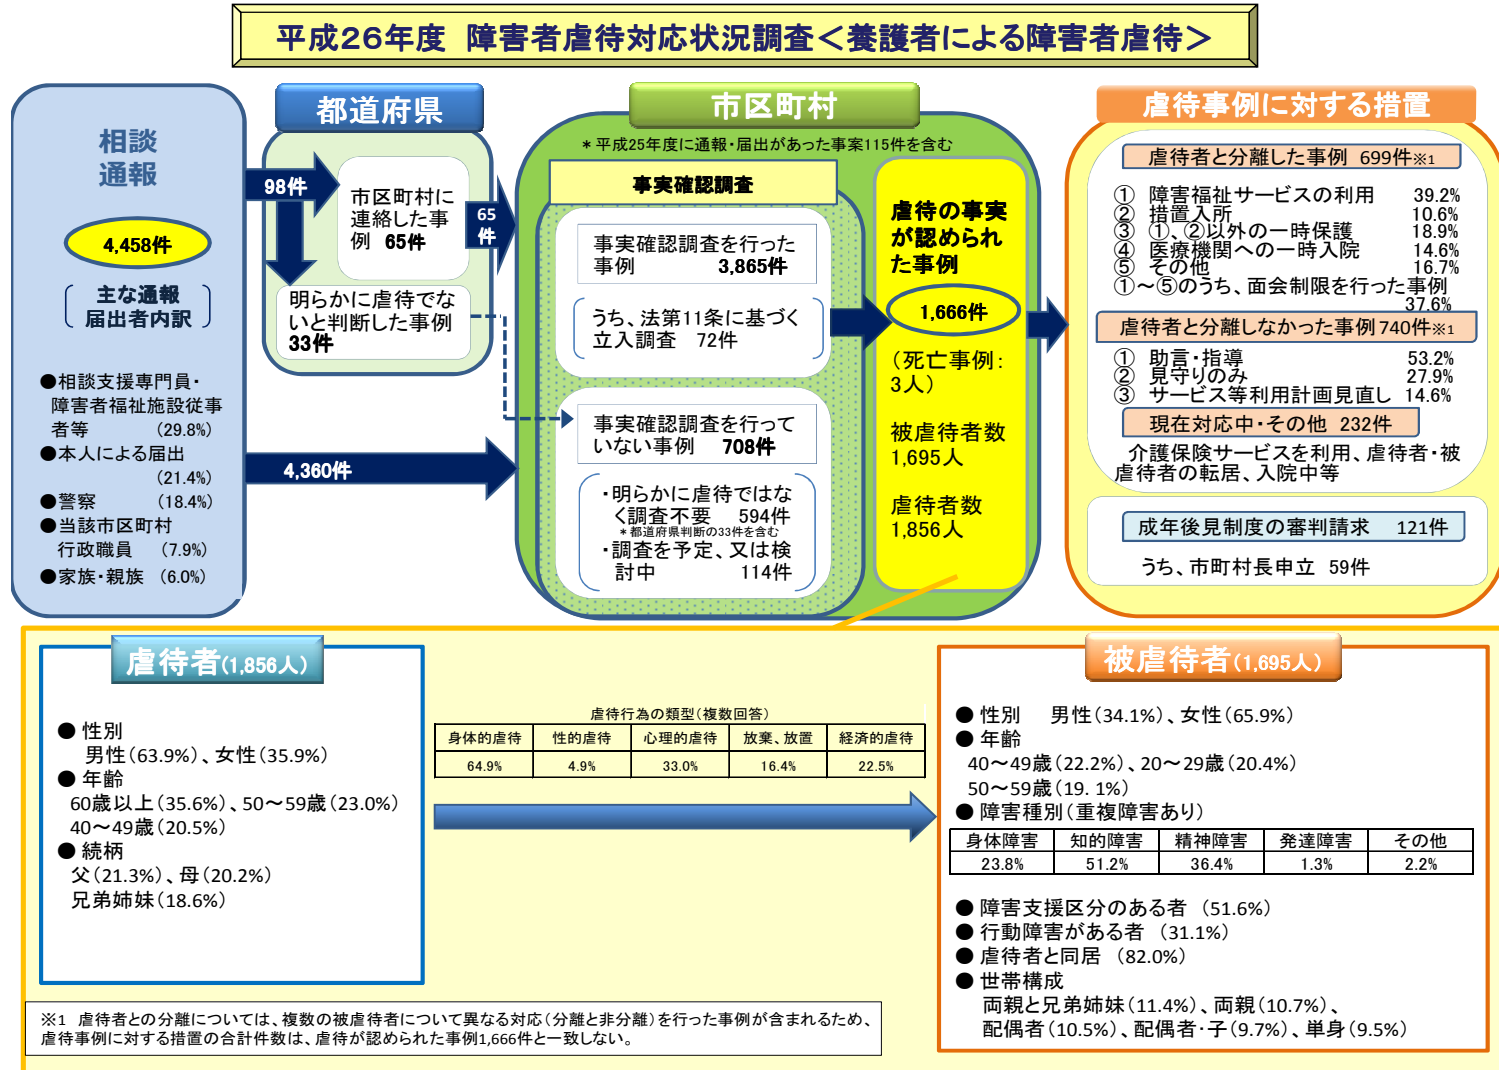 平成26年度 障害者虐待対応状況調査＜養護者による障害者虐待＞
相談
通報
4,458件
主な通報
届出者内訳
●相談支援専門員・
障害者福祉施設従事
者等 （29.8%）
●本人による届出
（21.4%）
●警察 （18.4%）
●当該市区町村
行政職員 （7.9%）
●家族・親族 （6.0%）
都道府県
98件
市区町村に
連絡した事
例 65件
65
件
明らかに虐待でな
いと判断した事例
33件
4,360件
市区町村
＊平成25年度に通報・届出があった事案115件を含む
事実確認調査
事実確認調査を行った
事例 3,865件
うち、法第11条に基づく
立入調査 72件
事実確認調査を行って
いない事例 708件
・明らかに虐待ではな
く調査不要 594件
＊都道府県判断の33件を含む
・調査を予定、又は検
討中 114件
虐待の事実
が認められ
た事例
1,666件
（死亡事例：
3人）
被虐待者数
1,695人
虐待者数
1,856人
虐待事例に対する措置
虐待者と分離した事例 699件※1
① 障害福祉サービスの利用 39.2%
② 措置入所 10.6%
③ ①、②以外の一時保護 18.9%
④ 医療機関への一時入院 14.6%
⑤ その他 16.7%
①～⑤のうち、面会制限を行った事例
37.6%
虐待者と分離しなかった事例 740件※1
① 助言・指導 53.2%
② 見守りのみ 27.9%
③ サービス等利用計画見直し 14.6%
現在対応中・その他 232件
介護保険サービスを利用、虐待者・被
虐待者の転居、入院中等
成年後見制度の審判請求 121件
うち、市町村長申立 59件
虐待者(1,856人)
● 性別
男性（63.9%）、女性（35.9%）
● 年齢
60歳以上（35.6%）、50～59歳（23.0%）
40～49歳（20.5%）
● 続柄
父（21.3%）、母（20.2%）
兄弟姉妹（18.6%）
虐待行為の類型（複数回答）
身体的虐待 性的虐待 心理的虐待 放棄、放置 経済的虐待
64.9% 4.9% 33.0% 16.4% 22.5%
被虐待者(1,695人)
● 性別 男性（34.1%）、女性（65.9%）
● 年齢
40～49歳（22.2%）、20～29歳（20.4%）
50～59歳（19. 1%）
● 障害種別（重複障害あり）
身体障害 知的障害 精神障害 発達障害 その他
23.8% 51.2% 36.4% 1.3% 2.2%
● 障害支援区分のある者 （51.6%）
● 行動障害がある者 （31.1%）
● 虐待者と同居 （82.0%）
● 世帯構成
両親と兄弟姉妹（11.4%）、両親（10.7%）、
配偶者（10.5%）、配偶者・子（9.7%）、単身（9.5%）
※1 虐待者との分離については、複数の被虐待者について異なる対応（分離と非分離）を行った事例が含まれるため、
虐待事例に対する措置の合計件数は、虐待が認められた事例1,666件と一致しない。